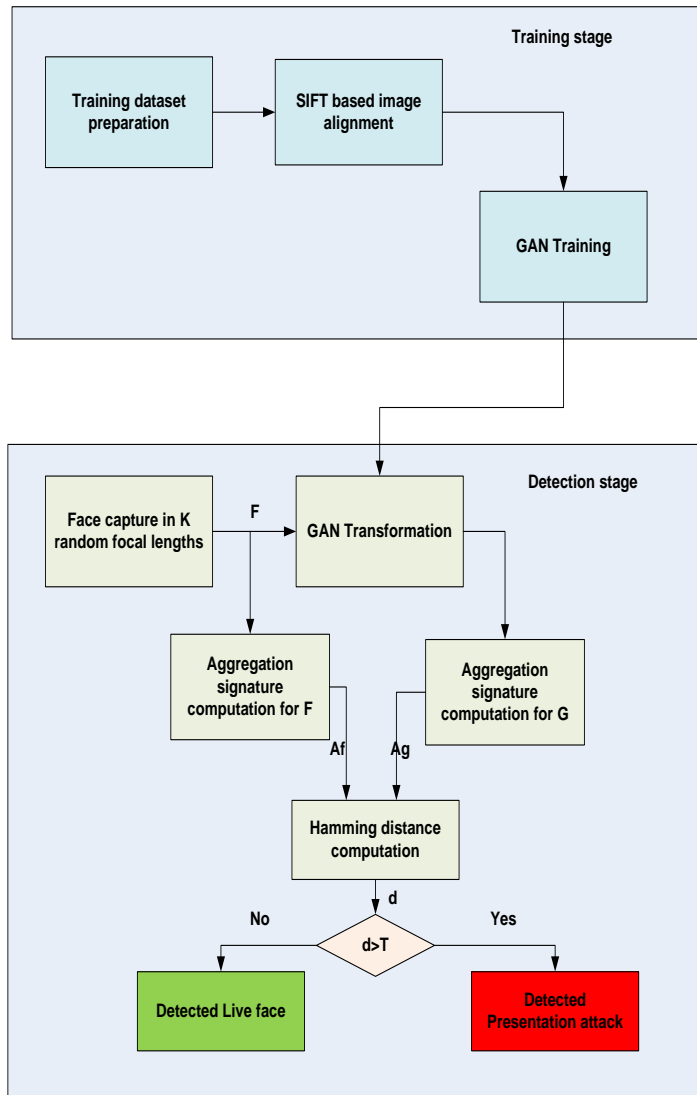 Training stage
Training dataset
preparation
SIFT based image
alignment
GAN Training
Detection stage
Face capture in K
random focal lengths
F
GAN Transformation
Aggregation
signature
computation for F
Aggregation
signature
computation for G
Af
Ag
Hamming distance
computation
d
No
Yes
d>T
Detected Live face
Detected
Presentation attack